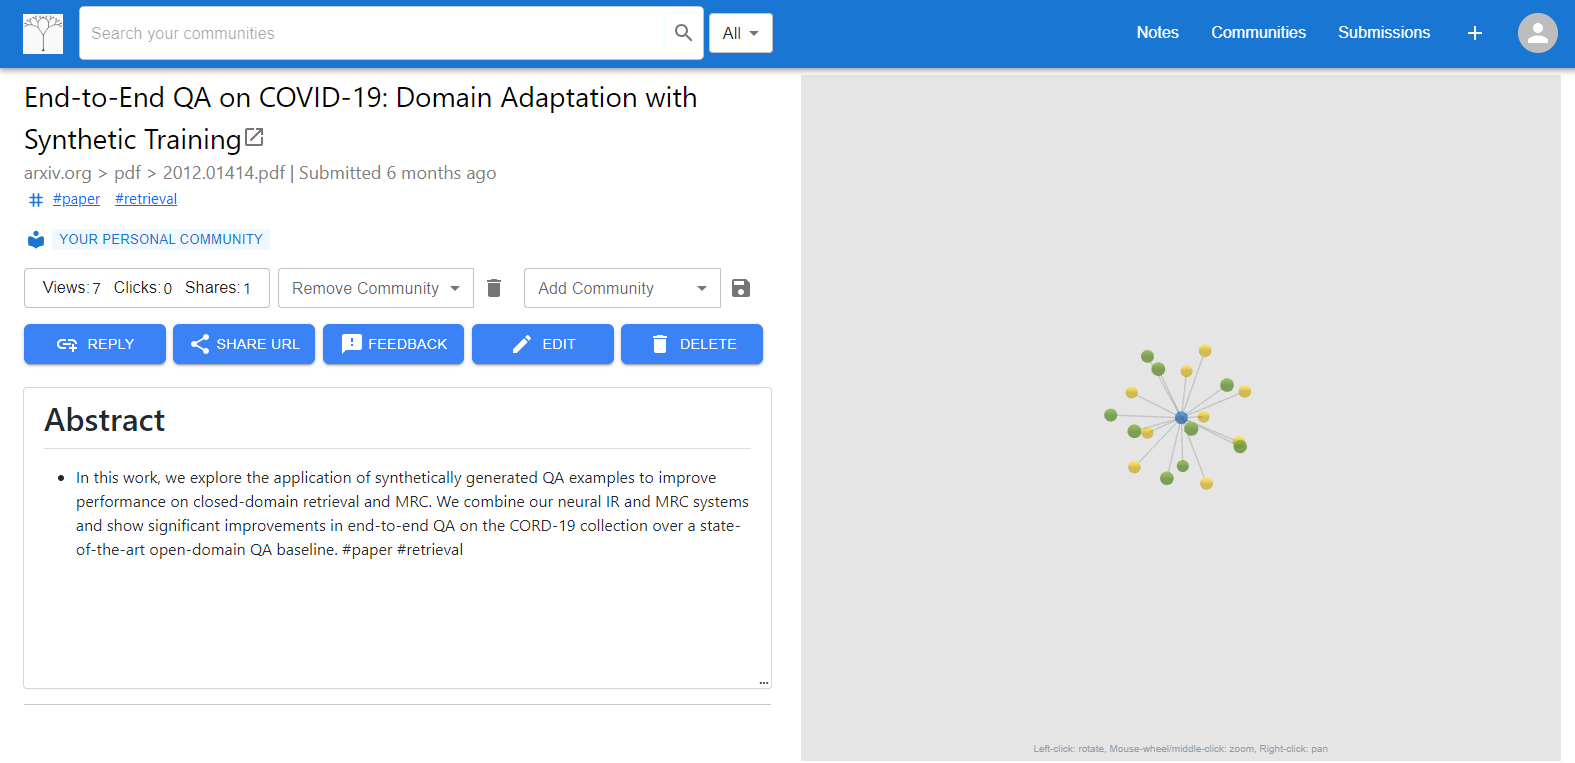 Search your communities
All
Notes
Communities
Submissions
End-to-End QA on COVID-19: Domain Adaptation with
Synthetic Training
arxiv.org > pdf > 2012.01414.pdf | Submitted 6 months ago
#paper #retrieval
YOUR PERSONAL COMMUNITY
Views: 7 Clicks: 0 Shares: 1
Remove Community
Add Community
REPLY
SHARE URL
FEEDBACK
EDIT
DELETE
Abstract
In this work, we explore the application of synthetically generated QA examples to improve
performance on closed-domain retrieval and MRC. We combine our neural IR and MRC systems
and show significant improvements in end-to-end QA on the CORD-19 collection over a state-
of-the-art open-domain QA baseline. #paper #retrieval
Left-click: rotate, Mouse-wheel/middle-click: zoom, Right-click: pan